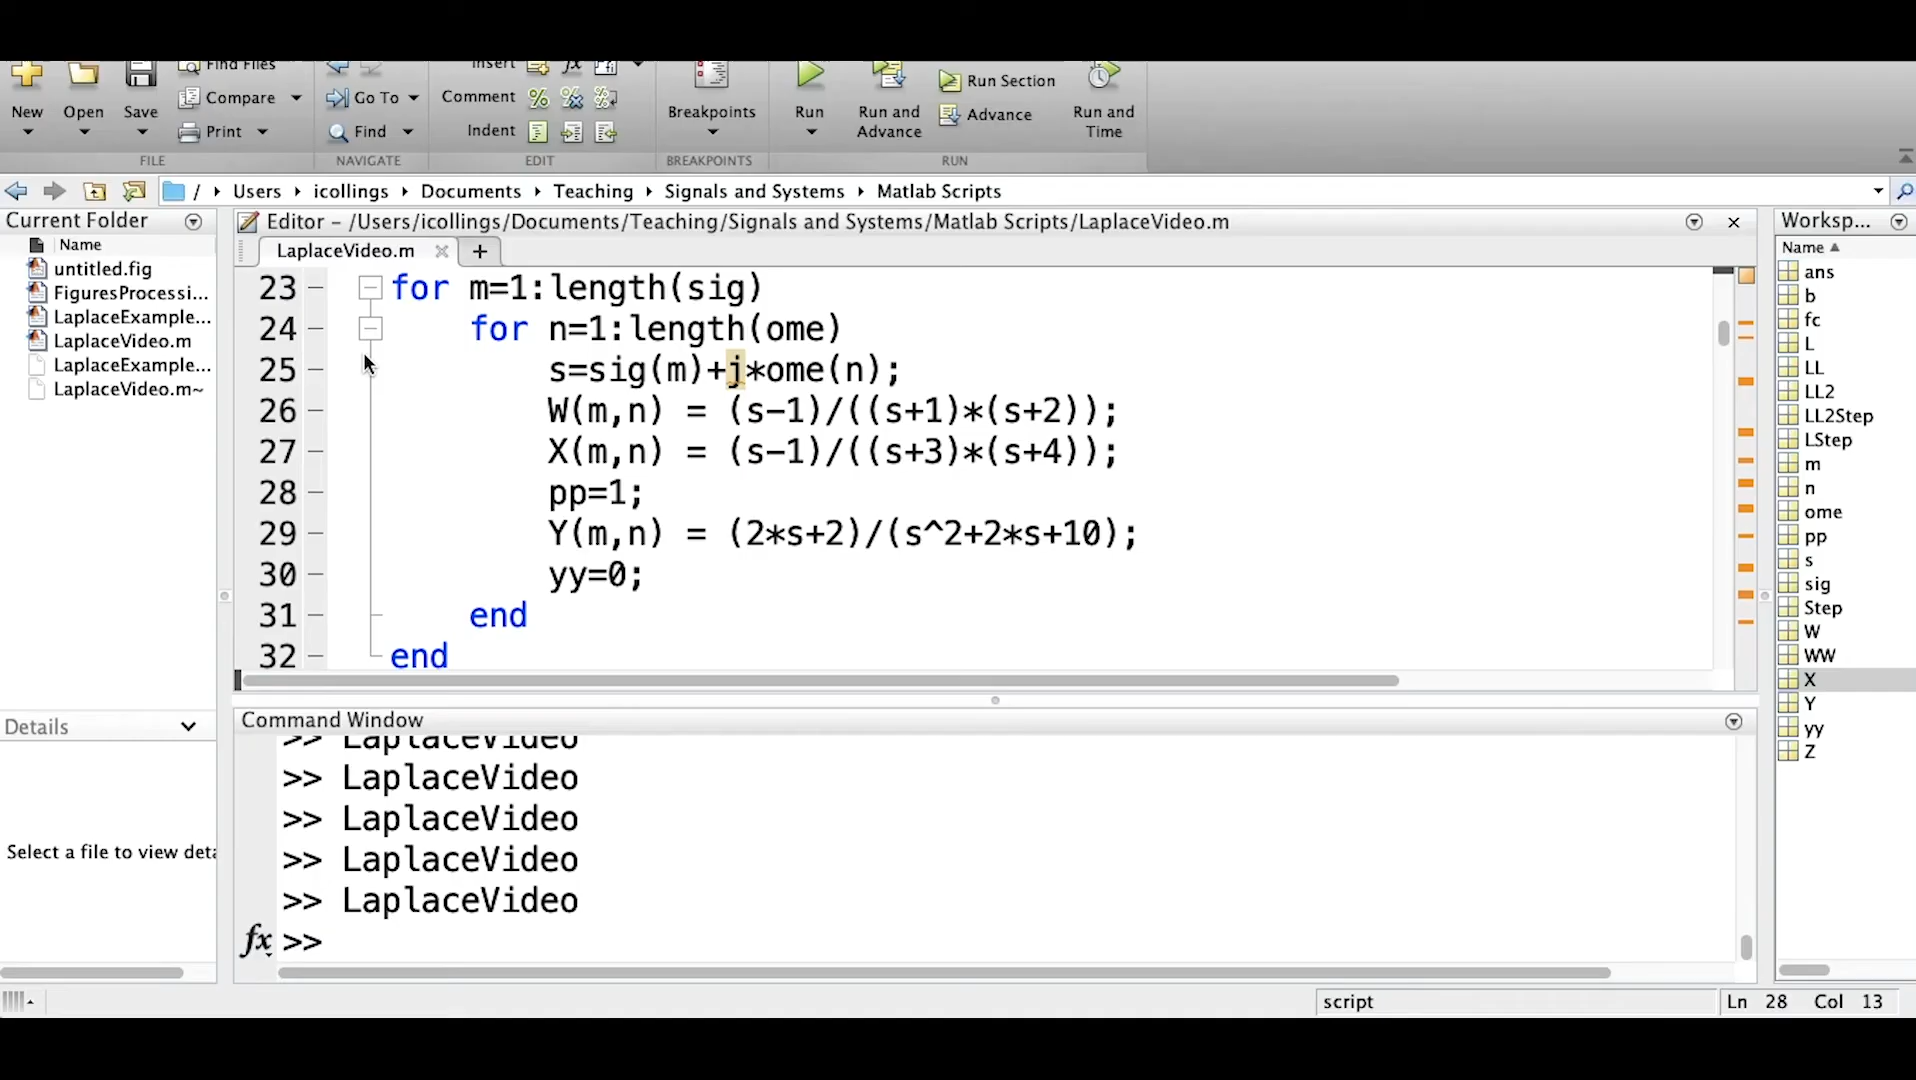 Find Files
Insert
New
Open
Save
Compare
Print
Go To
Find
Comment
Indent
Breakpoints
Run
Run and
Advance
Run Section
Advance
Run and
Time
FILE
NAVIGATE
EDIT
BREAKPOINTS
RUN
/ Users icollings Documents Teaching Signals and Systems Matlab Scripts
Current Folder
Name
untitled.fig
FiguresProcessi...
LaplaceExample...
LaplaceVideo.m
LaplaceExample...
LaplaceVideo.m~
Details
Select a file to view deta
Editor - /Users/icollings/Documents/Teaching/Signals and Systems/Matlab Scripts/LaplaceVideo.m
LaplaceVideo.m
+
23 – for m=1:length(sig)
24 – for n=1:length(ome)
25 – s=sig(m)+j*ome(n);
26 – W(m,n) = (s-1)/((s+1)*(s+2));
27 – X(m,n) = (s-1)/((s+3)*(s+4));
28 – pp=1;
29 – Y(m,n) = (2*s+2)/(s^2+2*s+10);
30 – yy=0;
31 – end
32 end
Command Window
>> LaplaceVideo
>> LaplaceVideo
>> LaplaceVideo
>> LaplaceVideo
>> LaplaceVideo
fx >>
Worksp...
Name
ans
b
fc
L
LL
LL2
LL2Step
LStep
m
n
ome
pp
s
sig
Step
W
WW
X
Y
yy
Z
script
Ln 28 Col 13